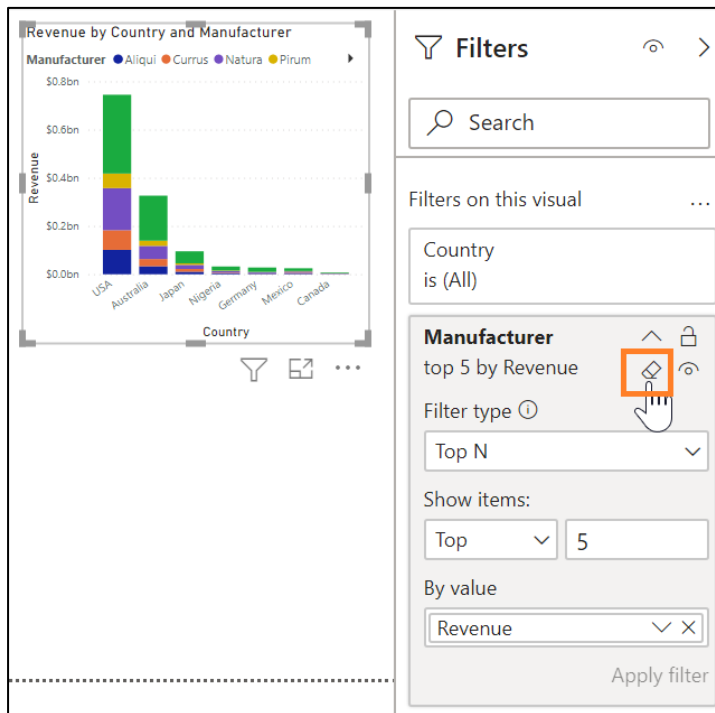 Revenue by Country and Manufacturer
Manufacturer Aliqui Currus Natura Pirum
$0.8bn
$0.6bn
$0.4bn
$0.2bn
$0.0bn
Revenue
USA
Australia
Japan
Nigeria
Germany
Mexico
Canada
Country
Filters
Search
Filters on this visual
Country
is (All)
Manufacturer
top 5 by Revenue
Filter type
Top N
Show items:
Top 5
By value
Revenue
Apply filter